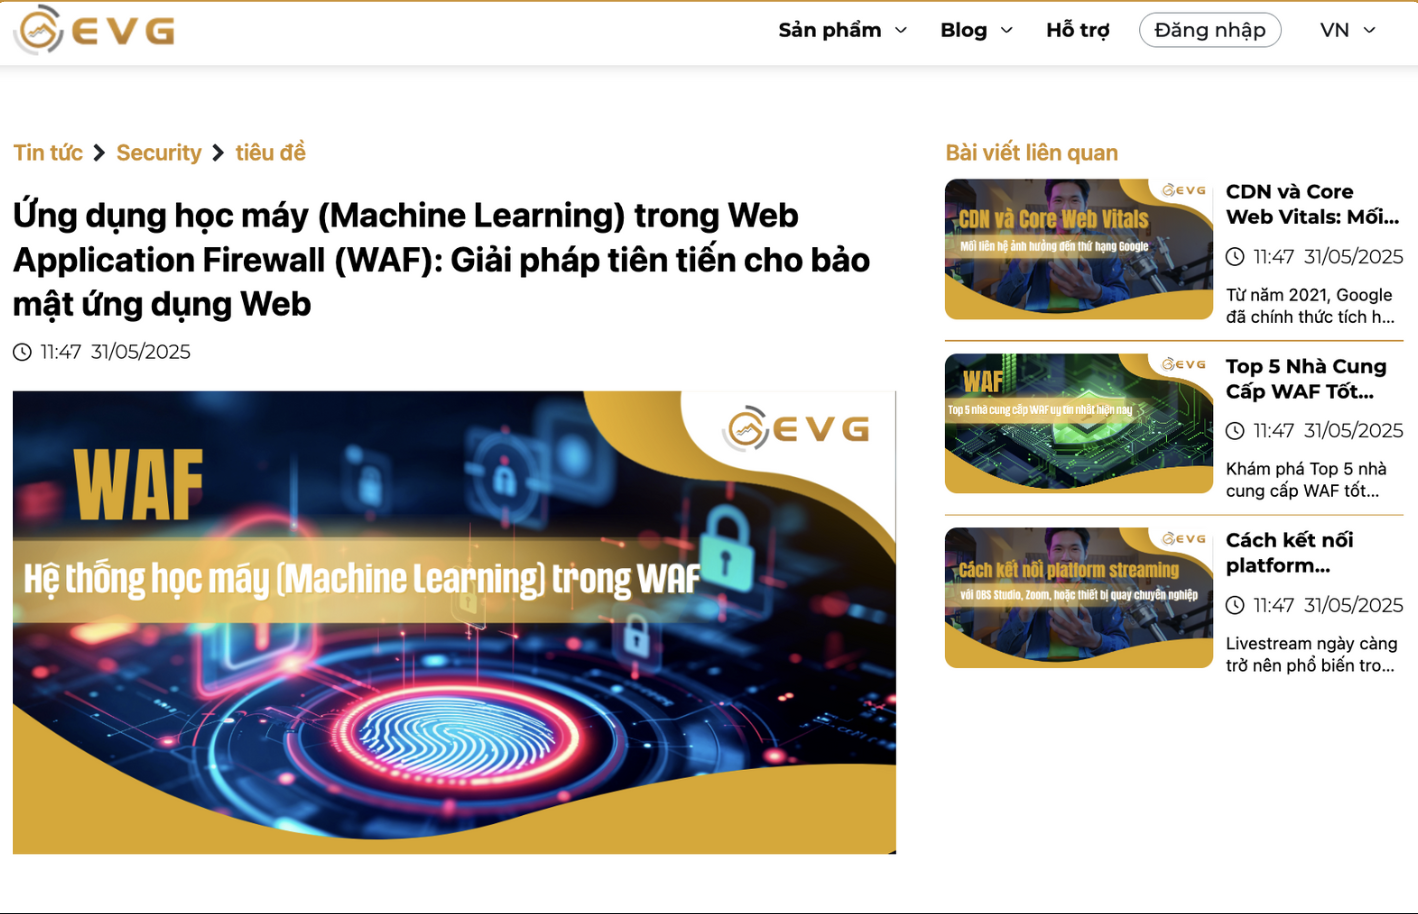 EVG
Sản phẩm
Blog
Hỗ trợ
Đăng nhập
VN
Tin tức
Security
tiêu đề
Ứng dụng học máy (Machine Learning) trong Web
Application Firewall (WAF): Giải pháp tiên tiến cho bảo
mật ứng dụng Web
11:47 31/05/2025
EVG
WAF
Hệ thống học máy (Machine Learning) trong WAF
Bài viết liên quan
EVG
CDN và Core Web Vitals
Mối liên hệ ảnh hưởng đến thứ hạng Google
CDN và Core
Web Vitals: Mối...
11:47 31/05/2025
Từ năm 2021, Google
đã chính thức tích h...
EVG
WAF
Top 5 nhà cung cấp WAF uy tín nhất hiện nay
Top 5 Nhà Cung
Cấp WAF Tốt...
11:47 31/05/2025
Khám phá Top 5 nhà
cung cấp WAF tốt...
EVG
Cách kết nối platform streaming
với OBS Studio, Zoom, hoặc thiết bị quay chuyên nghiệp
Cách kết nối
platform...
11:47 31/05/2025
Livestream ngày càng
trở nên phổ biến tro...